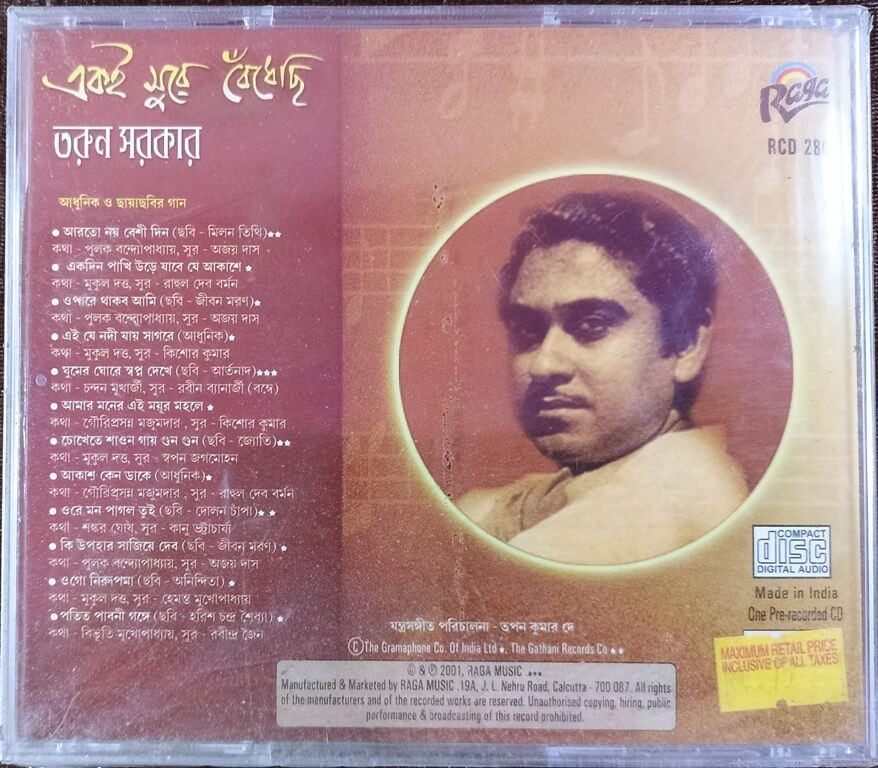 একই সুরে বেঁধেছি
তরুন সরকার
Raga
RCD
আধুনিক ও ছায়াছবির গান
● আরতো নয় বেশী দিন (ছবি - মিলন তিথি)★★
কথা - পুলক বন্দ্যোপাধ্যায়, সুর - অজয় দাস
● একদিন পাখি উড়ে যাবে যে আকাশে ★
কথা - মুকুল দত্ত, সুর - রাহুল দেব বর্মন
● ওপারে থাকব আমি (ছবি - জীবন মরণ)★
কথা - পুলক বন্দ্যোপাধ্যায়, সুর - অজয় দাস
● এই যে নদী যায় সাগরে (আধুনিক)★
কথা - মুকুল দত্ত, সুর - কিশোর কুমার
● ঘুমের ঘোরে স্বপ্ন দেখে (ছবি - আর্তনাদ)★★★
কথা - চন্দন মুখার্জী, সুর - রবীন ব্যানার্জী (বম্বে)
● আমার মনের এই ময়ূর মহলে ★
কথা - গৌরিপ্রসন্ন মজুমদার, সুর - কিশোর কুমার
● চোখেতে শাওন গায় গুন গুন (ছবি - জ্যোতি)★★
কথা - মুকুল দত্ত, সুর - স্বপন জগমোহন
● আকাশ কেন ডাকে (আধুনিক)★
কথা - গৌরিপ্রসন্ন মজুমদার, সুর - রাহুল দেব বর্মন
● ওরে মন পাগল তুই (ছবি - দোলন চাঁপা)★ ★
কথা - শঙ্কর ঘোষ, সুর - কানু ভট্টাচার্য্য
● কি উপহার সাজিয়ে দেব (ছবি - জীবন মরণ) ★
কথা - পুলক বন্দ্যোপাধ্যায়, সুর - অজয় দাস
● ওগো নিরূপমা (ছবি - অনিন্দিতা) ★
কথা - মুকুল দত্ত, সুর - হেমন্ত মুখোপাধ্যায়
● পতিত পাবনী গঙ্গে (ছবি - হরিশ চন্দ্র শৈব্যা) ★
কথা - বিভূতি মুখোপাধ্যায়, সুর - রবীন্দ্র জৈন
COMPACT
disc
DIGITAL AUDIO
Made in India
One Pre-recorded CD
MAXIMUM RETAIL PRICE
INCLUSIVE OF ALL TAXES
যন্ত্রসঙ্গীত পরিচালনা - তপন কুমার দে
Ⓒ The Gramaphone Co. Of India Ltd ★, The Gathani Records Co ★★
© & ℗ 2001, RAGA MUSIC ★★★
Manufactured & Marketed by RAGA MUSIC .19A, J. L. Nehru Road, Calcutta - 700 087. All rights
of the manufacturers and of the recorded works are reserved. Unauthorised copying, hiring, public
performance & broadcasting of this record prohibited.